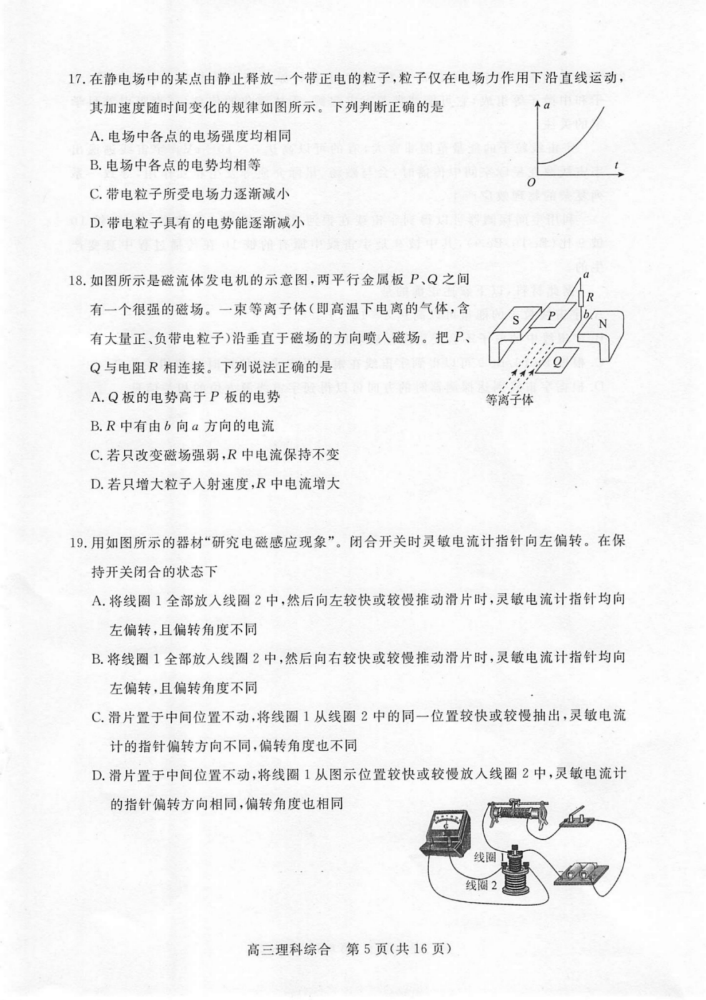 17. 在静电场中的某点由静止释放一个带正电的粒子,粒子仅在电场力作用下沿直线运动,
其加速度随时间变化的规律如图所示。下列判断正确的是
A. 电场中各点的电场强度均相同
B. 电场中各点的电势均相等
C. 带电粒子所受电场力逐渐减小
D. 带电粒子具有的电势能逐渐减小
a
t
O
18. 如图所示是磁流体发电机的示意图,两平行金属板 P、Q 之间
有一个很强的磁场。一束等离子体(即高温下电离的气体,含
有大量正、负带电粒子)沿垂直于磁场的方向喷入磁场。把 P、
Q 与电阻 R 相连接。下列说法正确的是
A. Q 板的电势高于 P 板的电势
B. R 中有由 b 向 a 方向的电流
C. 若只改变磁场强弱,R 中电流保持不变
D. 若只增大粒子入射速度,R 中电流增大
a
R
b
S
P
N
Q
等离子体
19. 用如图所示的器材“研究电磁感应现象”。闭合开关时灵敏电流计指针向左偏转。在保
持开关闭合的状态下
A. 将线圈 1 全部放入线圈 2 中,然后向左较快或较慢推动滑片时,灵敏电流计指针均向
左偏转,且偏转角度不同
B. 将线圈 1 全部放入线圈 2 中,然后向右较快或较慢推动滑片时,灵敏电流计指针均向
左偏转,且偏转角度不同
C. 滑片置于中间位置不动,将线圈 1 从线圈 2 中的同一位置较快或较慢抽出,灵敏电流
计的指针偏转方向不同,偏转角度也不同
D. 滑片置于中间位置不动,将线圈 1 从图示位置较快或较慢放入线圈 2 中,灵敏电流计
的指针偏转方向相同,偏转角度也相同
G
线圈 1
线圈 2
高三理科综合 第 5 页(共 16 页)